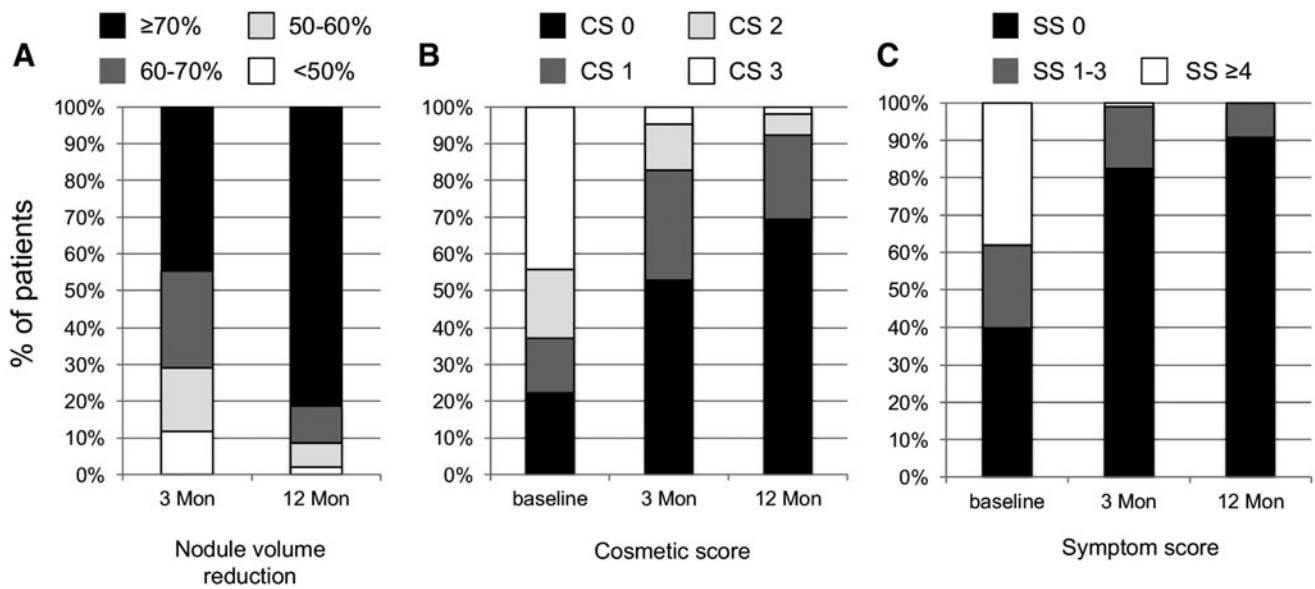 A
≥70%
50-60%
60-70%
<50%
% of patients
100%
90%
80%
70%
60%
50%
40%
30%
20%
10%
0%
3 Mon
12 Mon
Nodule volume
reduction
B
CS 0
CS 2
CS 1
CS 3
100%
90%
80%
70%
60%
50%
40%
30%
20%
10%
0%
baseline
3 Mon
12 Mon
Cosmetic score
C
SS 0
SS 1-3
SS ≥4
100%
90%
80%
70%
60%
50%
40%
30%
20%
10%
0%
baseline
3 Mon
12 Mon
Symptom score